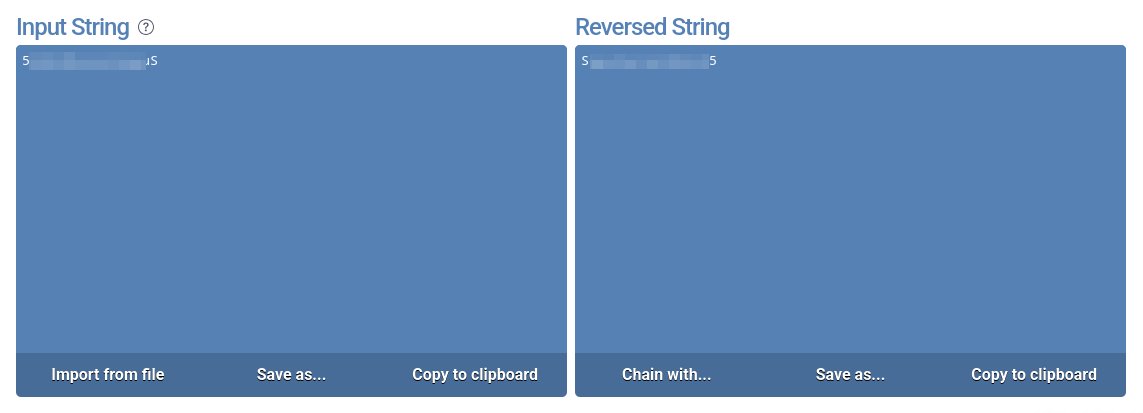 Input String
Reversed String
Import from file
Save as...
Copy to clipboard
Chain with...
Save as...
Copy to clipboard